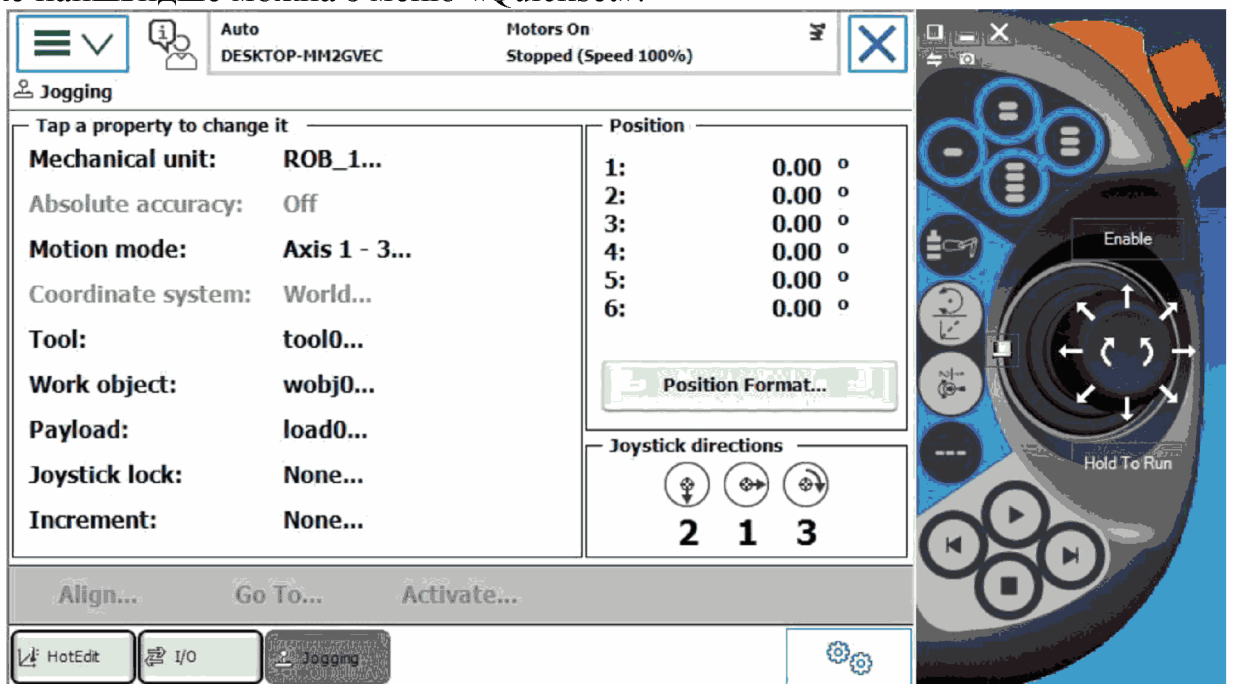 Auto
DESKTOP-MM2GVEC
Motors On
Stopped (Speed 100%)
Jogging
Tap a property to change it
Mechanical unit: ROB_1...
Absolute accuracy: Off
Motion mode: Axis 1 - 3...
Coordinate system: World...
Tool: tool0...
Work object: wobj0...
Payload: load0...
Joystick lock: None...
Increment: None...
Position
1: 0.00 º
2: 0.00 º
3: 0.00 º
4: 0.00 º
5: 0.00 º
6: 0.00 º
Position Format...
Joystick directions
2 1 3
Align... Go To... Activate...
HotEdit I/O Jogging
Enable
Hold To Run